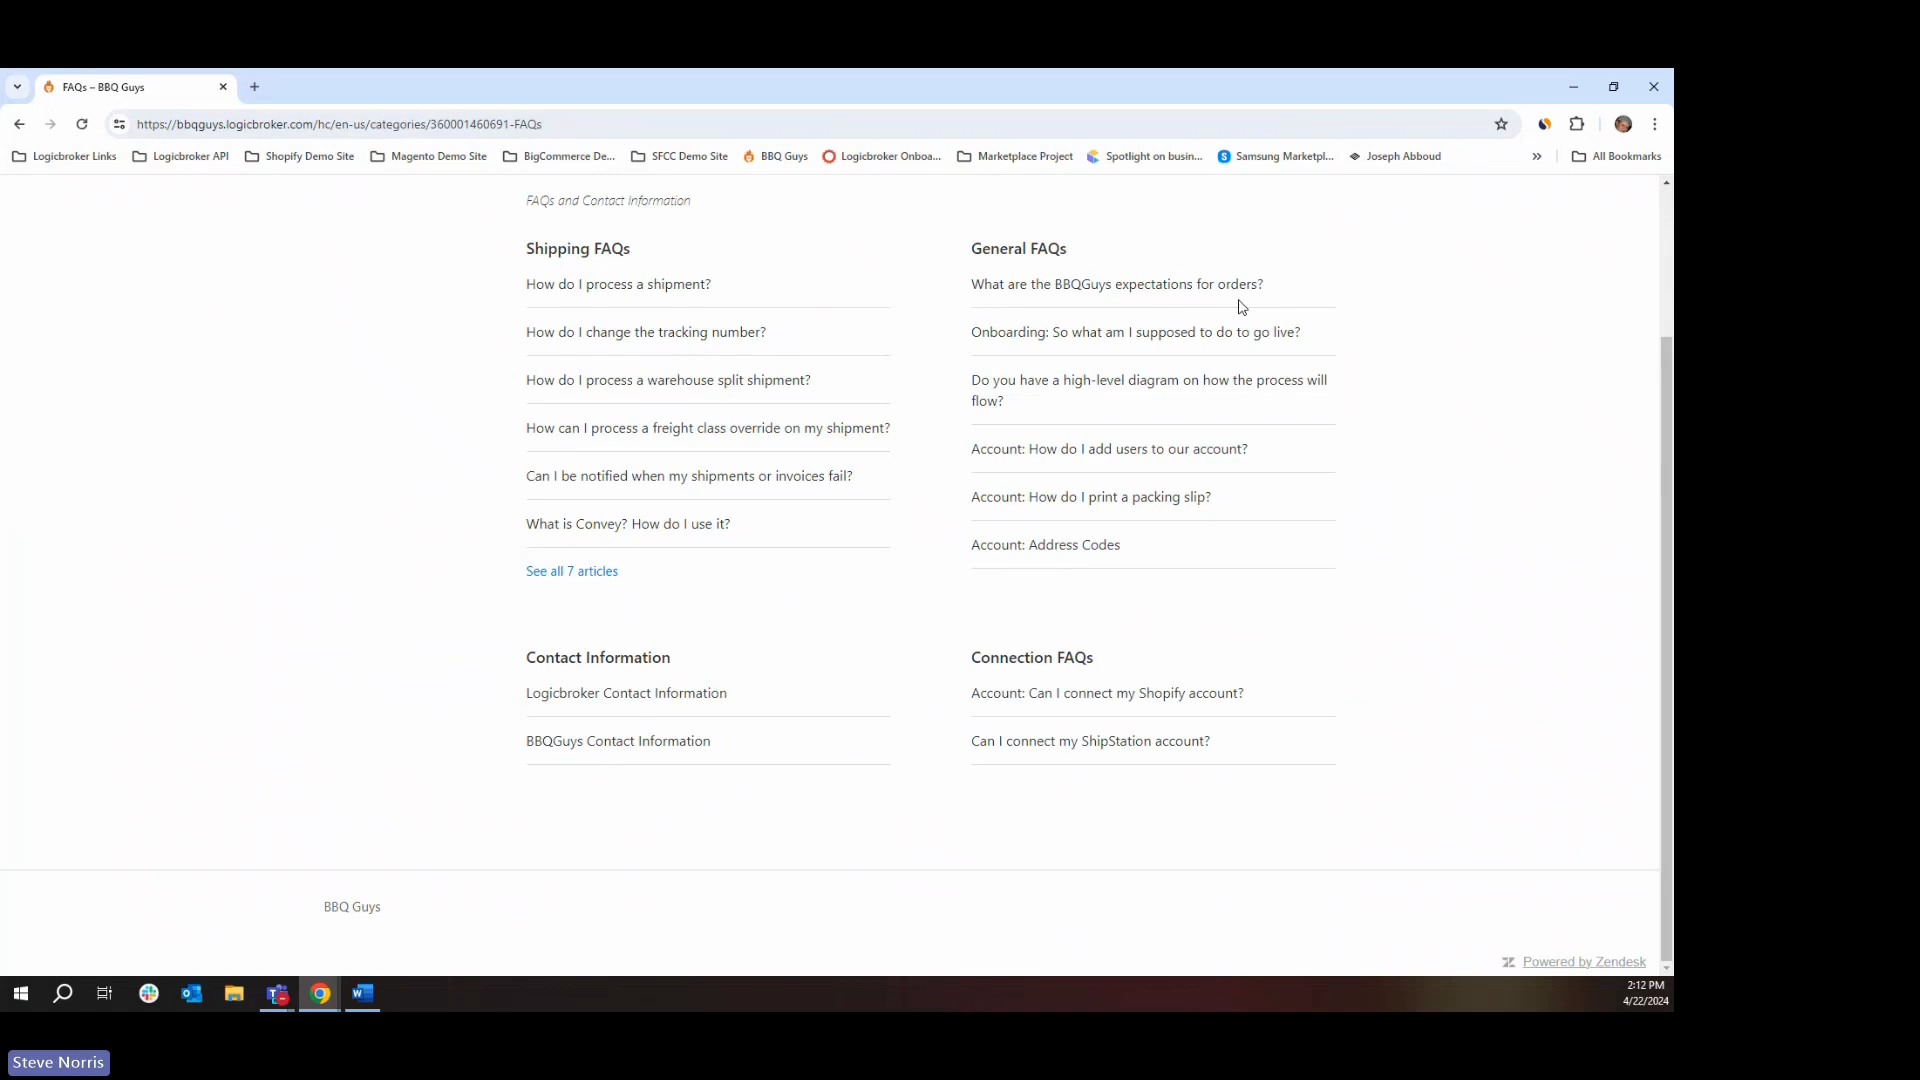 FAQs – BBQ Guys
https://bbqguys.logicbroker.com/hc/en-us/categories/360001460691-FAQs
Logicbroker Links
Logicbroker API
Shopify Demo Site
Magento Demo Site
BigCommerce De...
SFCC Demo Site
BBQ Guys
Logicbroker Onboa...
Marketplace Project
Spotlight on busin...
Samsung Marketpl...
Joseph Abboud
All Bookmarks
FAQs and Contact Information
Shipping FAQs
How do I process a shipment?
How do I change the tracking number?
How do I process a warehouse split shipment?
How can I process a freight class override on my shipment?
Can I be notified when my shipments or invoices fail?
What is Convey? How do I use it?
See all 7 articles
General FAQs
What are the BBQGuys expectations for orders?
Onboarding: So what am I supposed to do to go live?
Do you have a high-level diagram on how the process will
flow?
Account: How do I add users to our account?
Account: How do I print a packing slip?
Account: Address Codes
Contact Information
Logicbroker Contact Information
BBQGuys Contact Information
Connection FAQs
Account: Can I connect my Shopify account?
Can I connect my ShipStation account?
BBQ Guys
Powered by Zendesk
2:12 PM
4/22/2024
Steve Norris